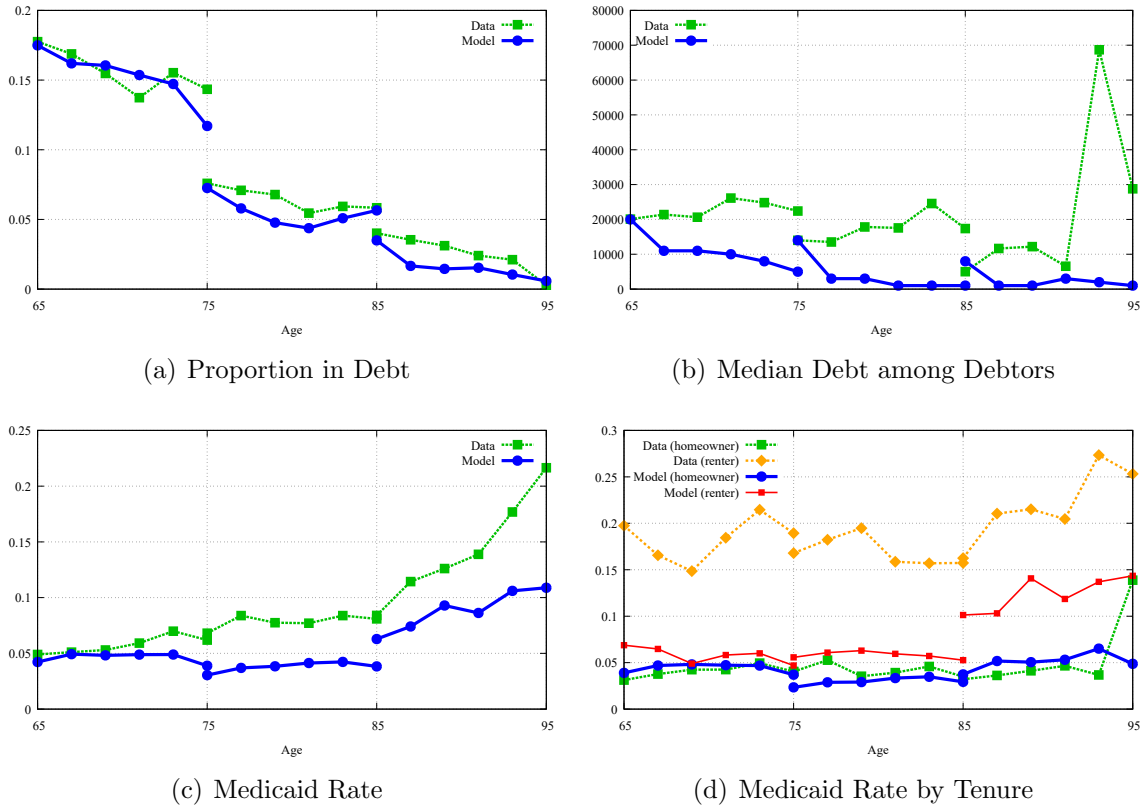 0.2
0.15
0.1
0.05
0
65 75 85 95
Age
Data
Model
(a) Proportion in Debt
80000
70000
60000
50000
40000
30000
20000
10000
0
65 75 85 95
Age
Data
Model
(b) Median Debt among Debtors
0.25
0.2
0.15
0.1
0.05
0
65 75 85 95
Age
Data
Model
(c) Medicaid Rate
0.3
0.25
0.2
0.15
0.1
0.05
0
65 75 85 95
Age
Data (homeowner)
Data (renter)
Model (homeowner)
Model (renter)
(d) Medicaid Rate by Tenure